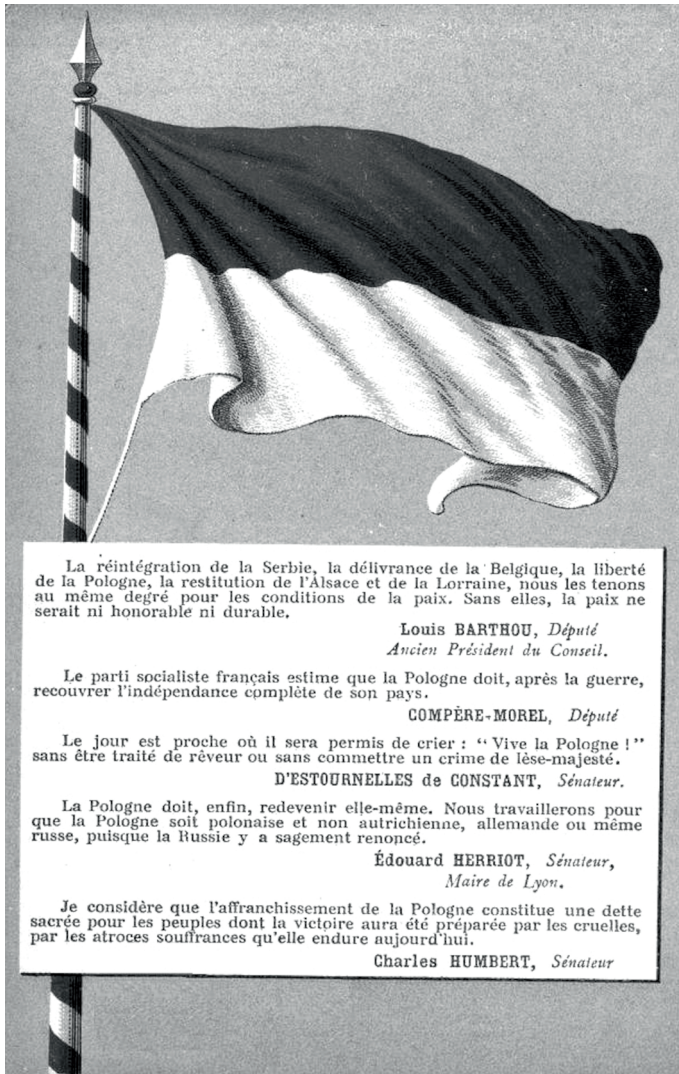 La réintégration de la Serbie, la délivrance de la Belgique, la liberté
de la Pologne, la restitution de l'Alsace et de la Lorraine, nous les tenons
au même degré pour les conditions de la paix. Sans elles, la paix ne
serait ni honorable ni durable.
Louis BARTHOU, Député
Ancien Président du Conseil.
Le parti socialiste français estime que la Pologne doit, après la guerre,
recouvrer l'indépendance complète de son pays.
COMPÈRE-MOREL, Député
Le jour est proche où il sera permis de crier : “ Vive la Pologne ! ”
sans être traité de rêveur ou sans commettre un crime de lèse-majesté.
D'ESTOURNELLES de CONSTANT, Sénateur.
La Pologne doit, enfin, redevenir elle-même. Nous travaillerons pour
que la Pologne soit polonaise et non autrichienne, allemande ou même
russe, puisque la Russie y a sagement renoncé.
Édouard HERRIOT, Sénateur,
Maire de Lyon.
Je considère que l'affranchissement de la Pologne constitue une dette
sacrée pour les peuples dont la victoire aura été préparée par les cruelles,
par les atroces souffrances qu'elle endure aujourd'hui.
Charles HUMBERT, Sénateur